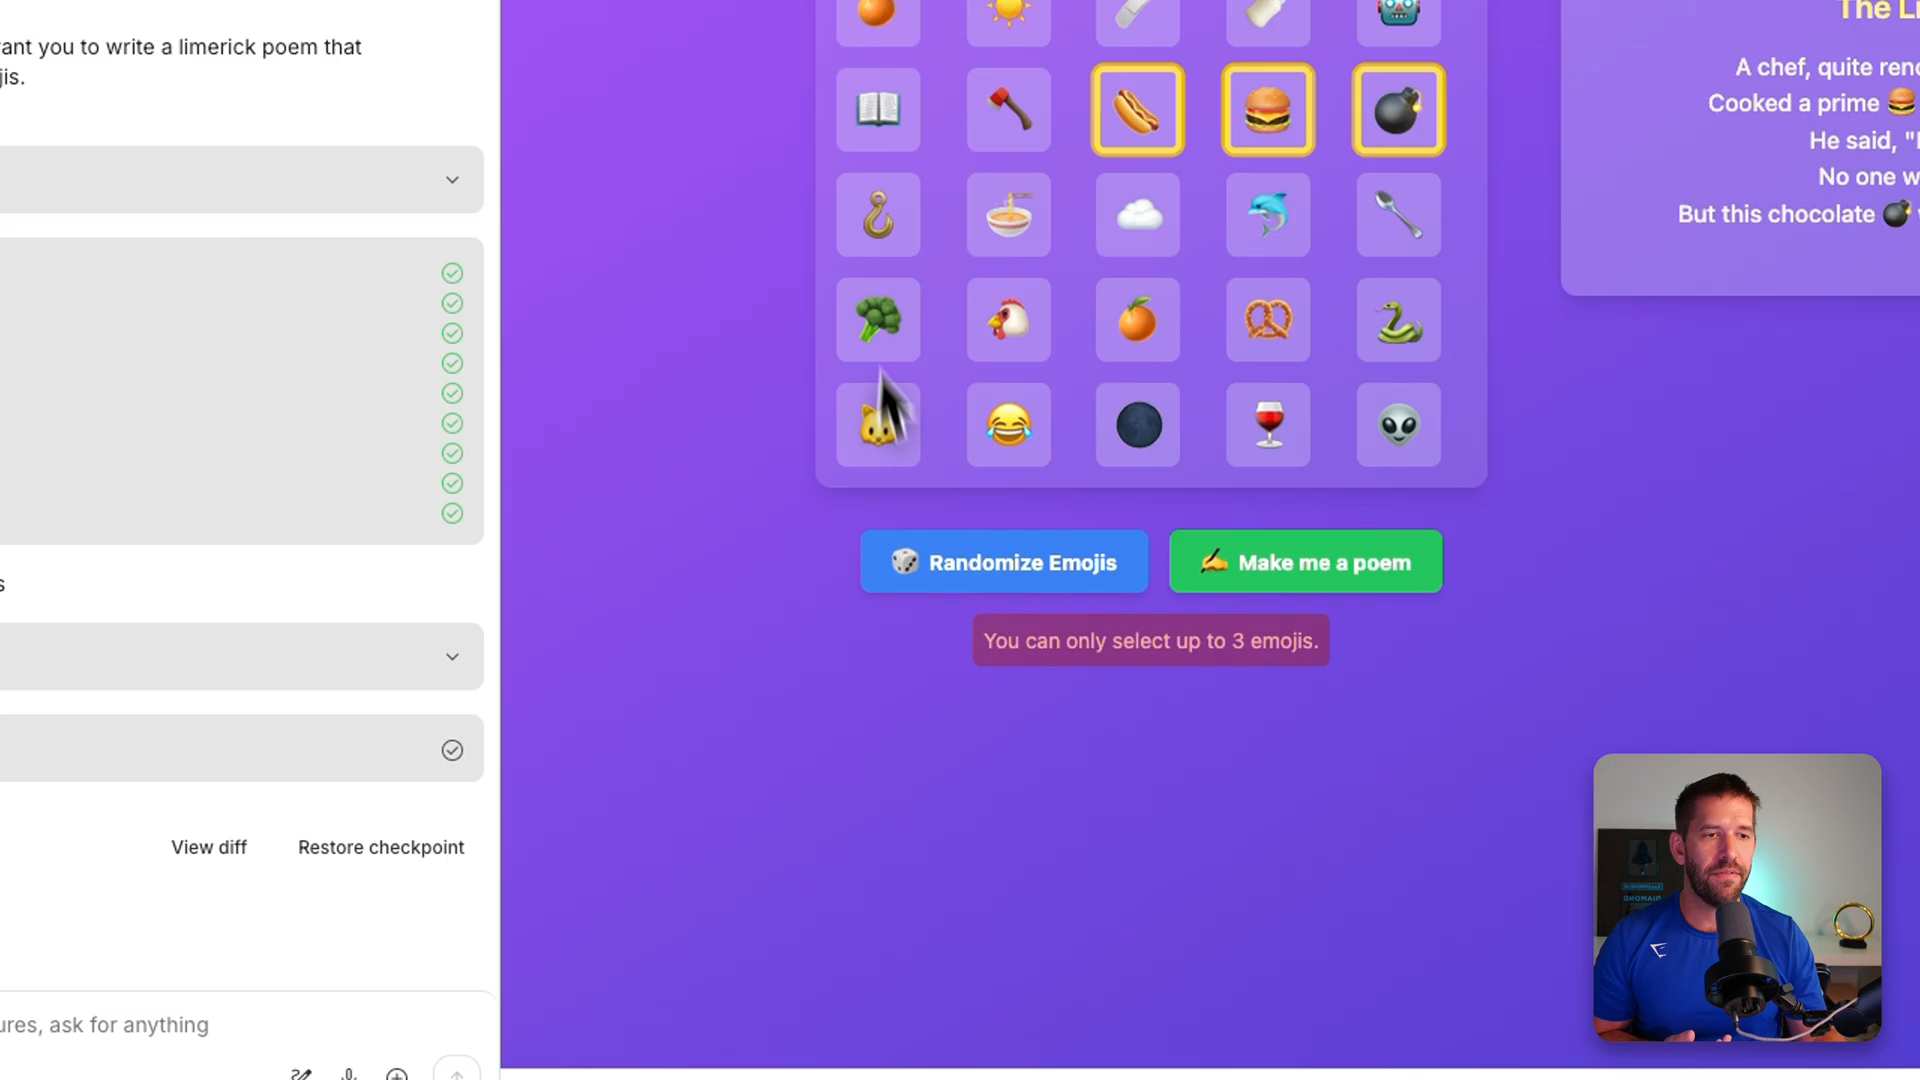 ant you to write a limerick poem that
jis.
s
View diff
Restore checkpoint
ures, ask for anything
Randomize Emojis
Make me a poem
You can only select up to 3 emojis.
The Li
A chef, quite reno
Cooked a prime 🍔
He said, "
No one w
But this chocolate 💣